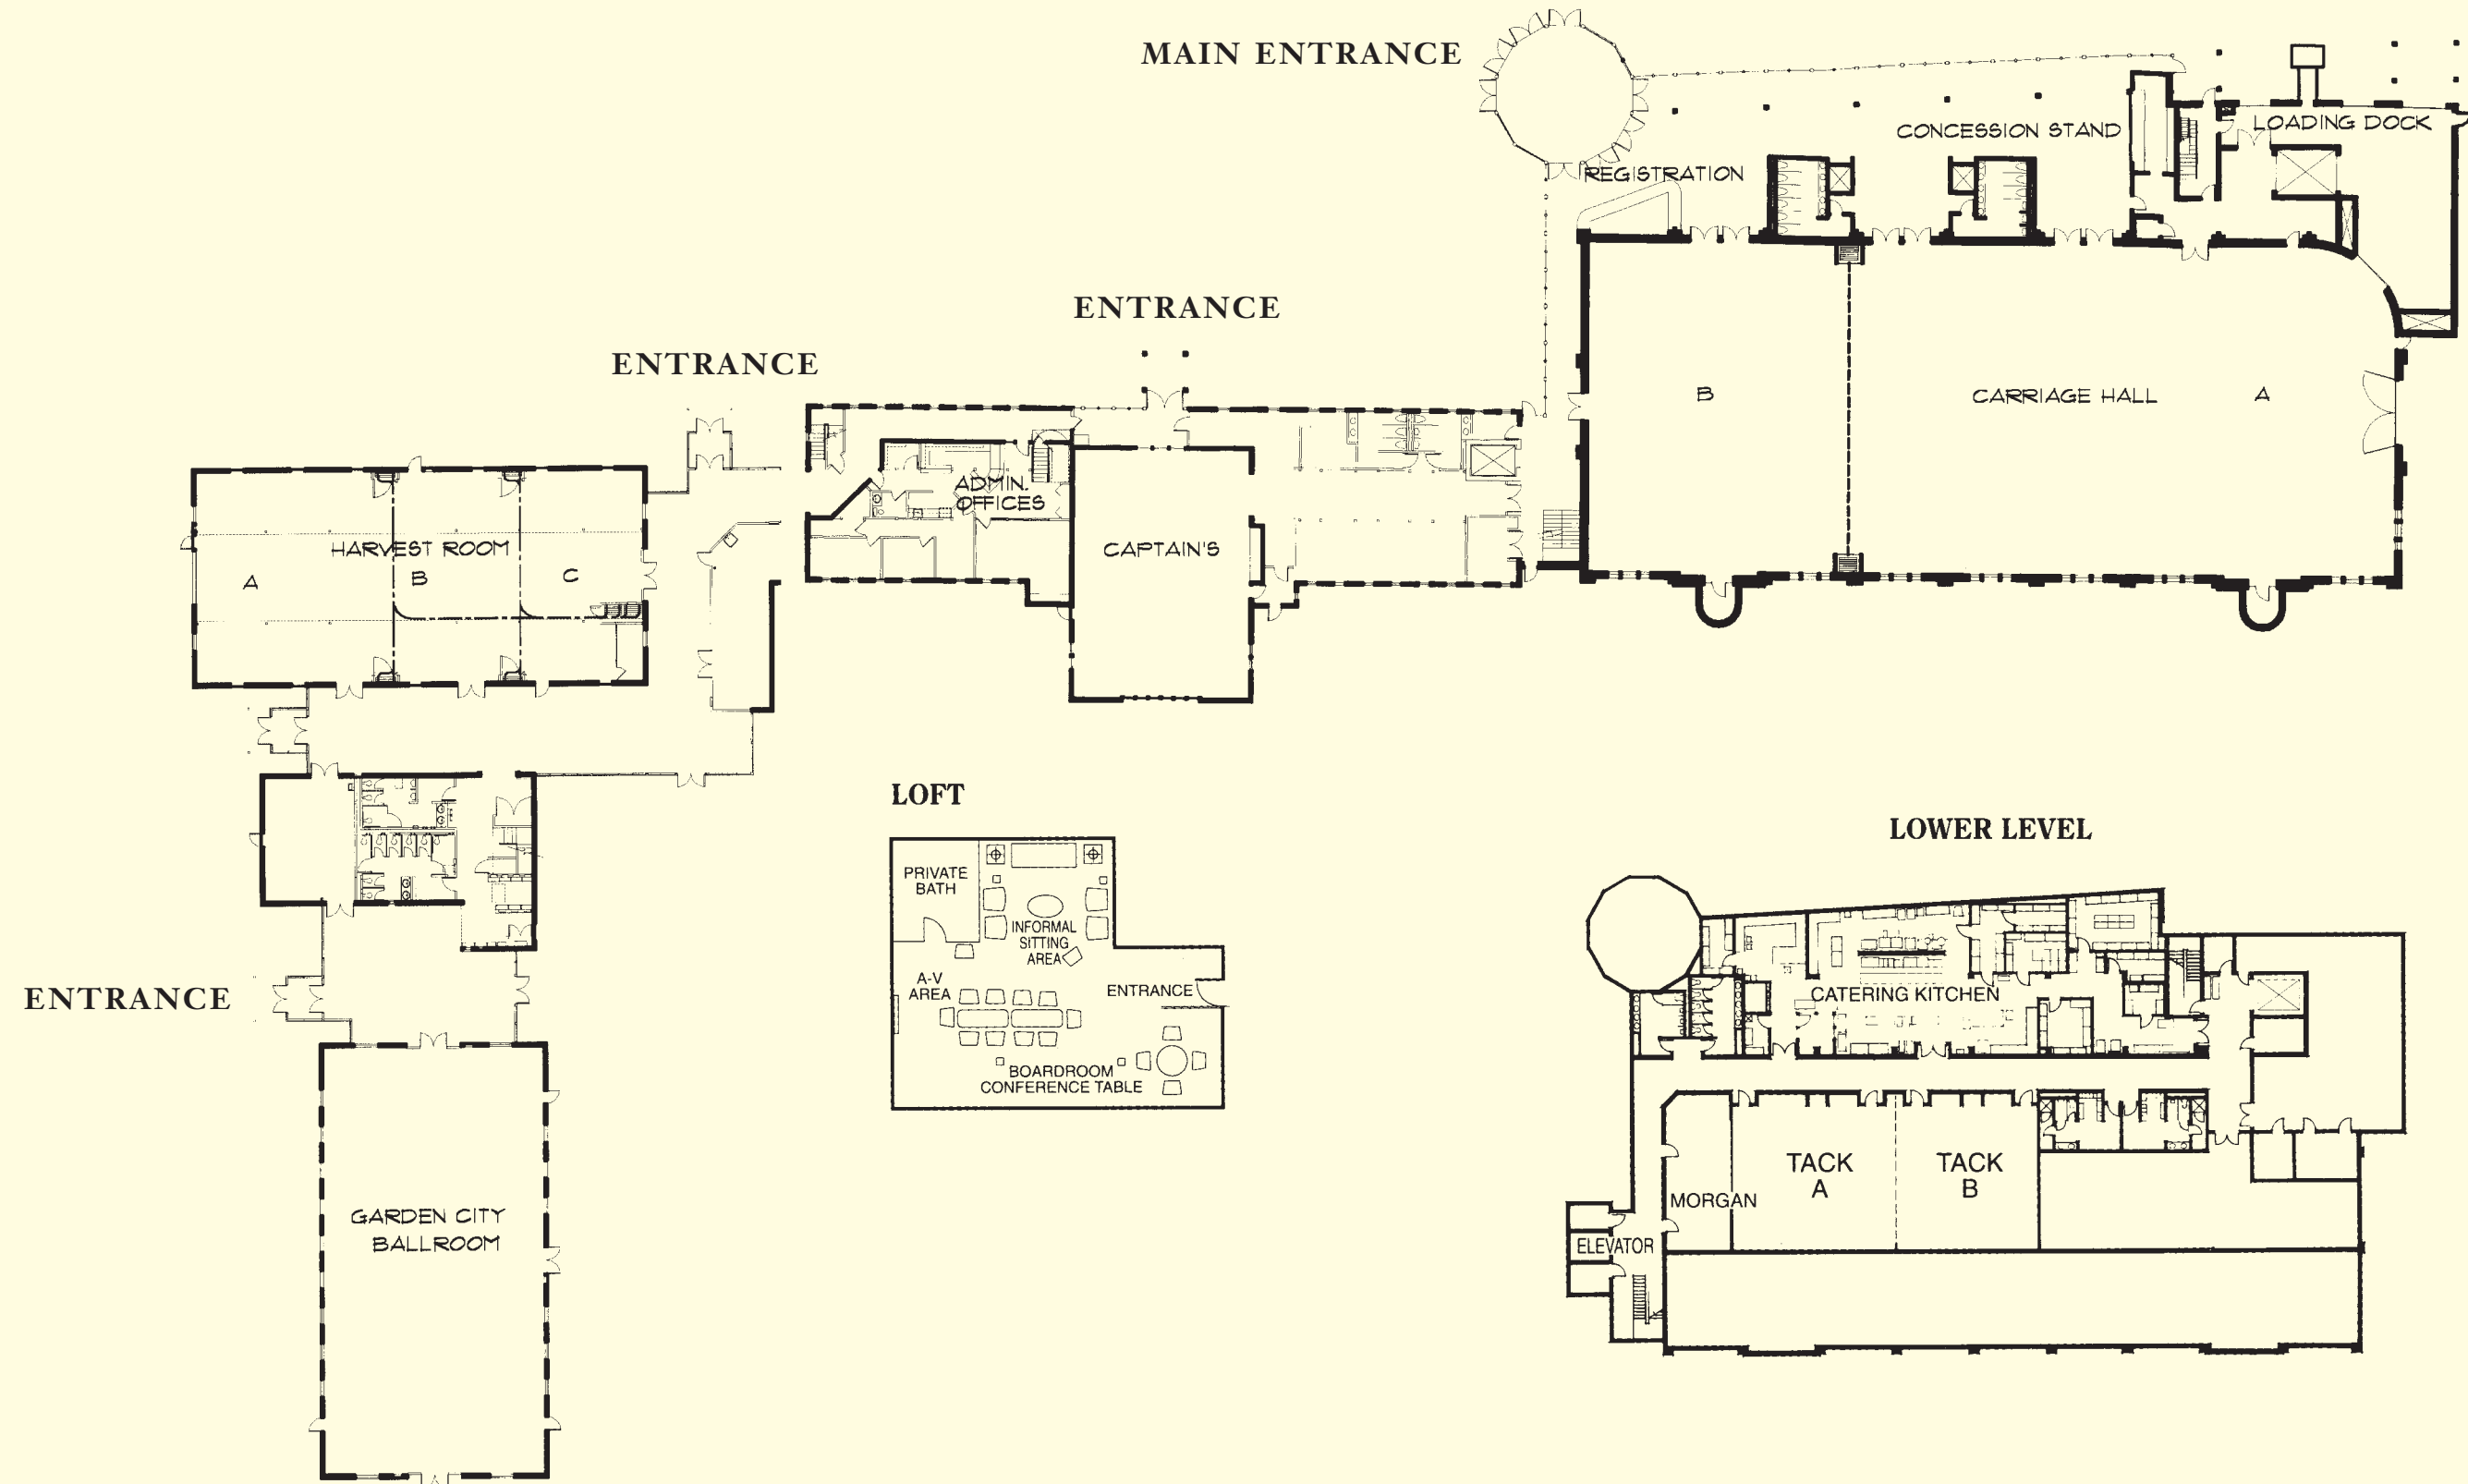 MAIN ENTRANCE
CONCESSION STAND
LOADING DOCK
REGISTRATION
ENTRANCE
ENTRANCE
B
CARRIAGE HALL
A
ADMIN.
OFFICES
HARVEST ROOM
A
B
C
CAPTAIN'S
LOFT
PRIVATE
BATH
INFORMAL
SITTING
AREA
A-V
AREA
ENTRANCE
BOARDROOM
CONFERENCE TABLE
LOWER LEVEL
CATERING KITCHEN
TACK
A
TACK
B
MORGAN
ELEVATOR
ENTRANCE
GARDEN CITY
BALLROOM